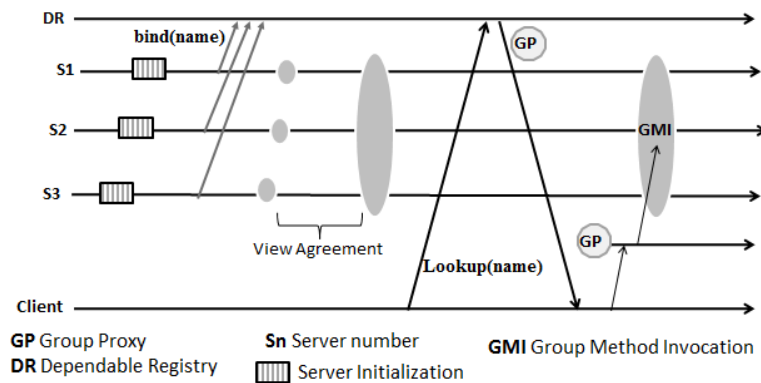 DR
bind(name)
GP
S1
S2
GMI
S3
View Agreement
GP
Lookup(name)
Client
GP Group Proxy
Sn Server number
GMI Group Method Invocation
DR Dependable Registry
Server Initialization